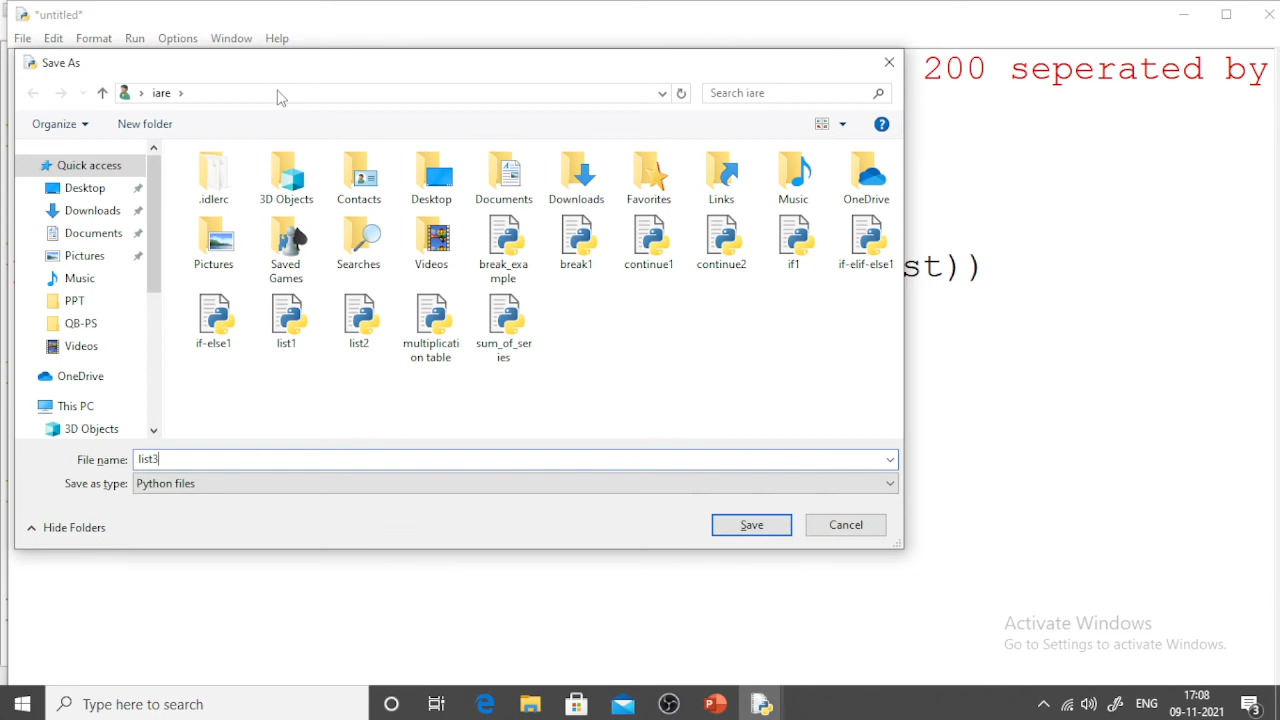 *untitled*
File Edit Format Run Options Window Help
200 seperated by
st))
Save As
iare
Search iare
Organize
New folder
Quick access
Desktop
Downloads
Documents
Pictures
Music
PPT
QB-PS
Videos
OneDrive
This PC
3D Objects
.idlerc
3D Objects
Contacts
Desktop
Documents
Downloads
Favorites
Links
Music
OneDrive
Pictures
Saved
Games
Searches
Videos
break_exa
mple
break1
continue1
continue2
if1
if-elif-else1
if-else1
list1
list2
multiplicati
on table
sum_of_ser
ies
File name: list3
Save as type: Python files
Hide Folders
Save
Cancel
Activate Windows
Go to Settings to activate Windows.
Type here to search
ENG
17:08
09-11-2021
3